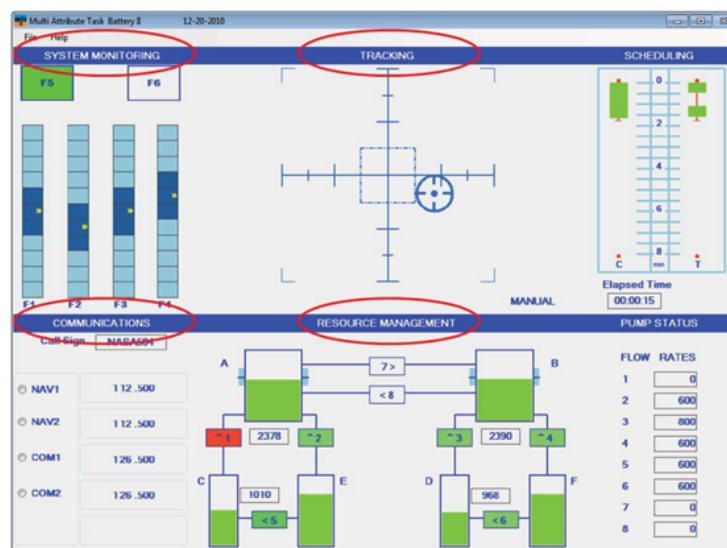 Multi Attribute Task Battery II 12-20-2010
File Help
SYSTEM MONITORING
TRACKING
SCHEDULING
F5
F6
0
2
4
6
8
min
C
T
F1
F2
F3
F4
MANUAL
Elapsed Time
00:00:15
COMMUNICATIONS
RESOURCE MANAGEMENT
PUMP STATUS
Call Sign NASA504
NAV1 112.500
NAV2 112.500
COM1 126.500
COM2 126.500
A
B
7 >
< 8
^ 1
2378
^ 2
^ 3
2390
^ 4
C
1010
E
D
968
F
< 5
< 6
FLOW RATES
1 0
2 600
3 800
4 600
5 600
6 600
7 0
8 0